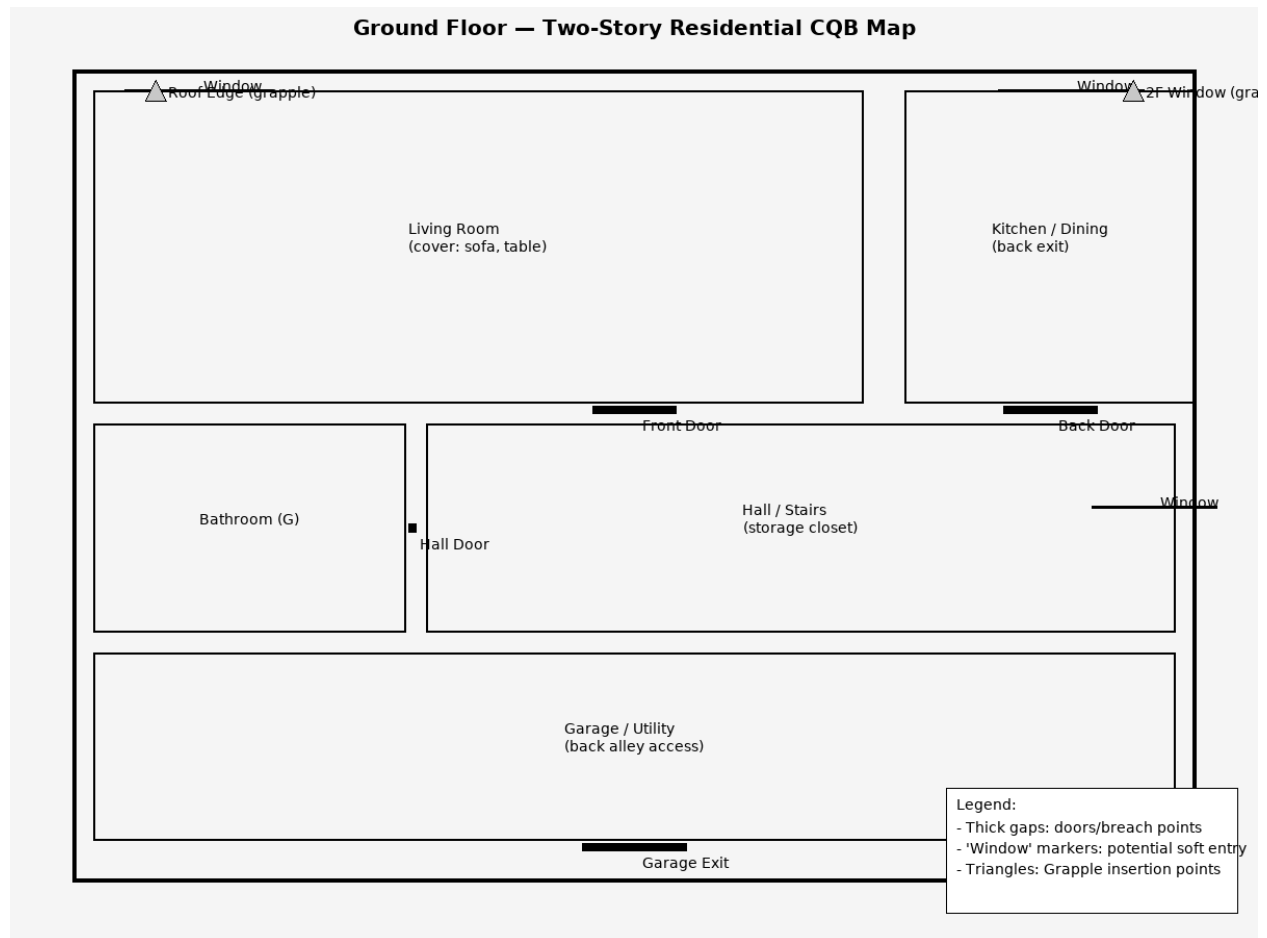 Ground Floor — Two-Story Residential CQB Map
Window
Roof Edge (grapple)
Window
2F Window (gra
Living Room
(cover: sofa, table)
Kitchen / Dining
(back exit)
Front Door
Back Door
Window
Bathroom (G)
Hall / Stairs
(storage closet)
Hall Door
Garage / Utility
(back alley access)
Garage Exit
Legend:
- Thick gaps: doors/breach points
- 'Window' markers: potential soft entry
- Triangles: Grapple insertion points